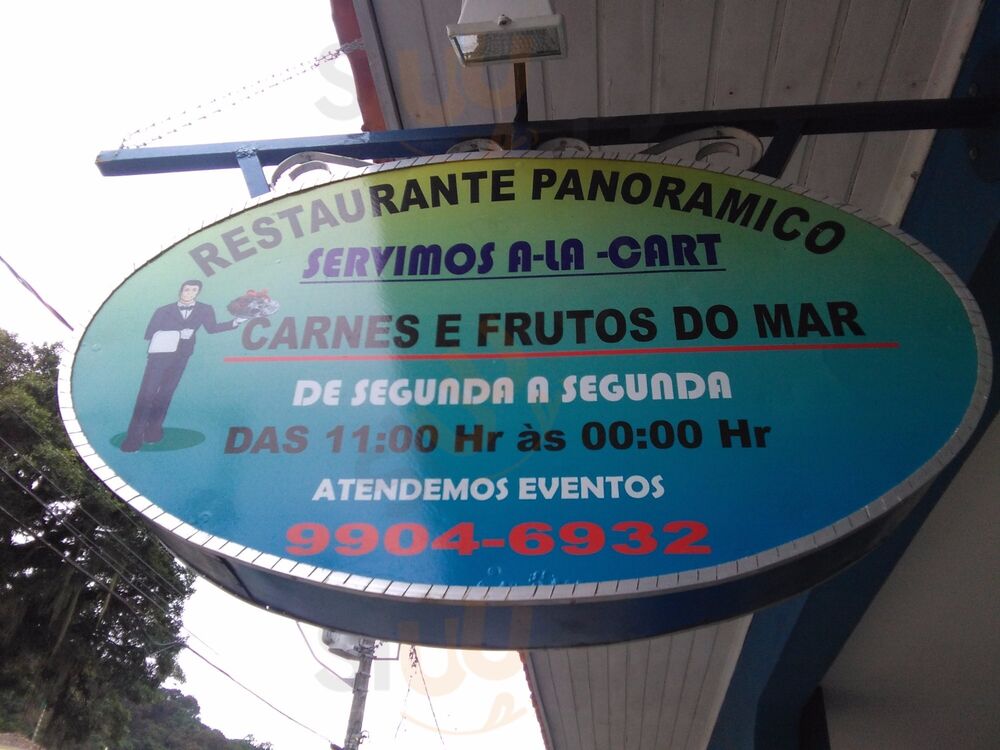 RESTAURANTE PANORAMICO
SERVIMOS A-LA -CART
CARNES E FRUTOS DO MAR
DE SEGUNDA A SEGUNDA
DAS 11:00 Hr às 00:00 Hr
ATENDEMOS EVENTOS
9904-6932